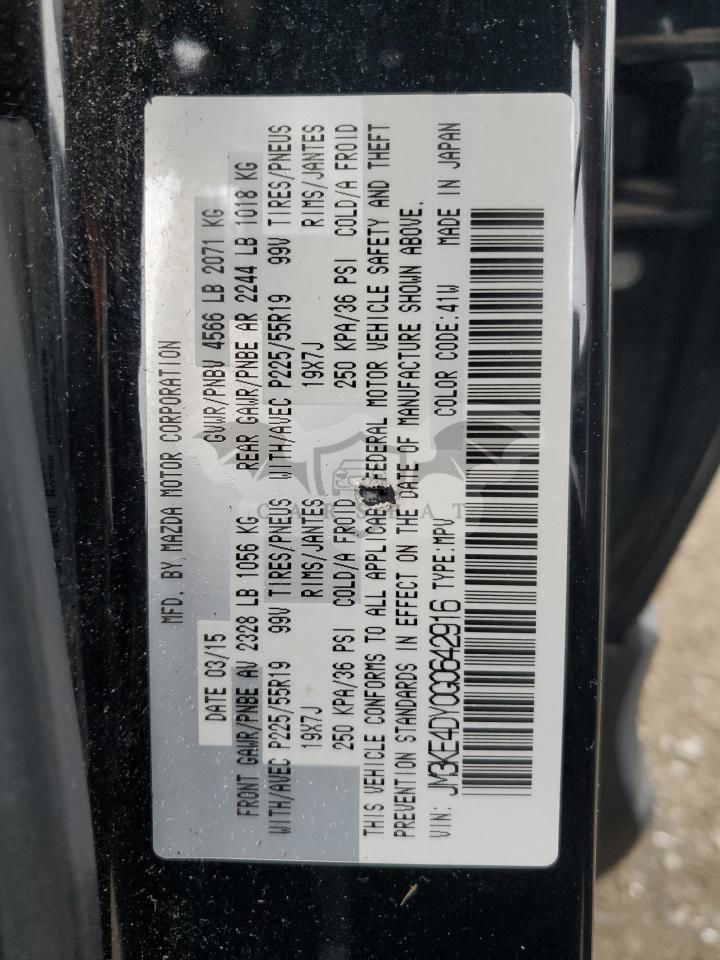 MFD. BY MAZDA MOTOR CORPORATION
DATE 03/15 GVWR/PNBV 4566 LB 2071 KG
FRONT GAWR/PNBE AV 2328 LB 1056 KG REAR GAWR/PNBE AR 2244 LB 1018 KG
WITH/AVEC P225/55R19 99V TIRES/PNEUS WITH/AVEC P225/55R19 99V TIRES/PNEUS
19X7J RIMS/JANTES 19X7J RIMS/JANTES
250 KPA/36 PSI COLD/A FROID 250 KPA/36 PSI COLD/A FROID
THIS VEHICLE CONFORMS TO ALL APPLICA FEDERAL MOTOR VEHICLE SAFETY AND THEFT
PREVENTION STANDARDS IN EFFECT ON THE DATE OF MANUFACTURE SHOWN ABOVE.
VIN: JM3KE4DY0G0642916 TYPE:MPV COLOR CODE:41W MADE IN JAPAN